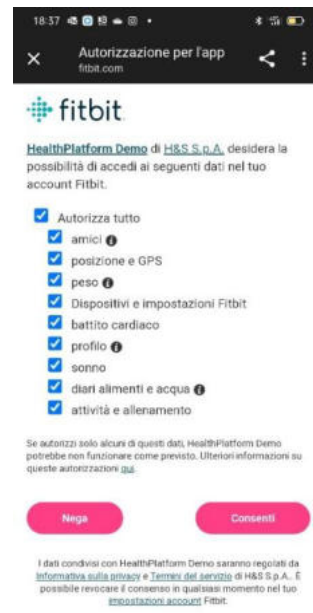 18:37
Autorizzazione per l'app
fitbit.com
fitbit
HealthPlatform Demo di H&S S.p.A. desidera la
possibilità di accedi ai seguenti dati nel tuo
account Fitbit.
Autorizza tutto
amici
posizione e GPS
peso
Dispositivi e impostazioni Fitbit
battito cardiaco
profilo
sonno
diari alimenti e acqua
attività e allenamento
Se autorizzi solo alcuni di questi dati, HealthPlatform Demo
potrebbe non funzionare come previsto. Ulteriori informazioni su
queste autorizzazioni qui.
Nega Consenti
I dati condivisi con HealthPlatform Demo saranno regolati da
Informativa sulla privacy e Termini del servizio di H&S S.p.A.. È
possibile revocare il consenso in qualsiasi momento nel tuo
impostazioni account Fitbit.